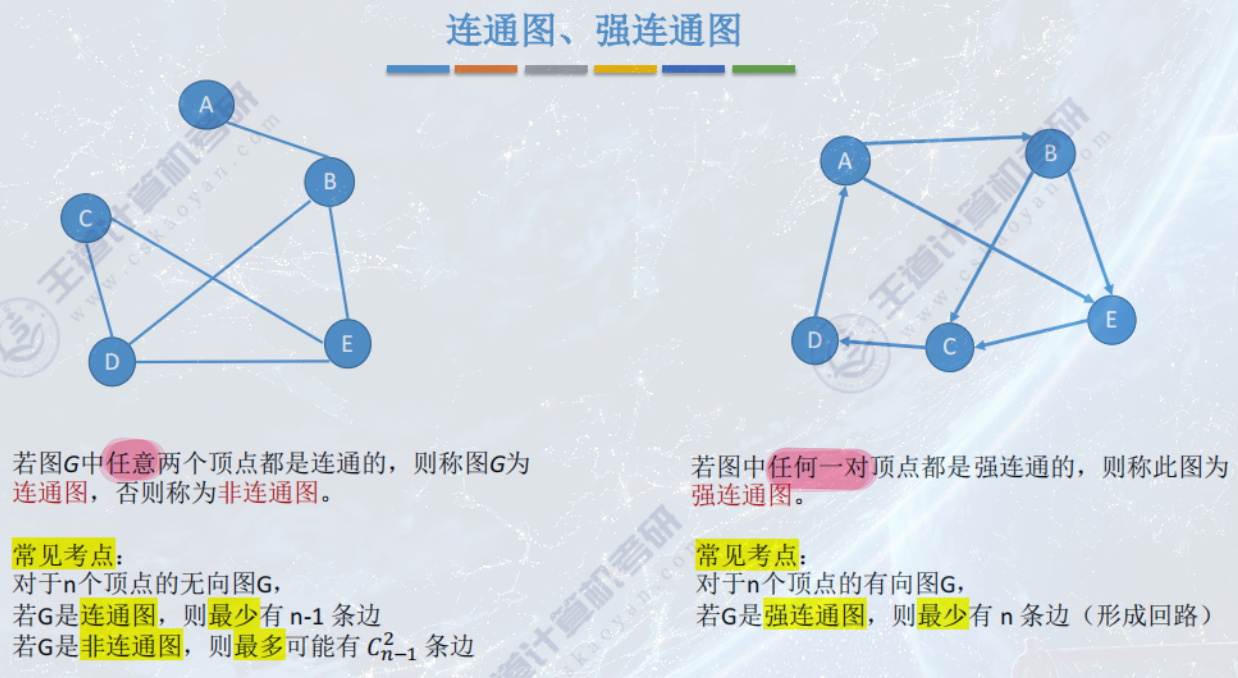 连通图、强连通图
A
B
C
D
E
若图G中任意两个顶点都是连通的，则称图G为
连通图，否则称为非连通图。
常见考点：
对于n个顶点的无向图G，
若G是连通图，则最少有 n-1 条边
若G是非连通图，则最多可能有 C²ₙ₋₁ 条边
A
B
E
D
C
若图中任何一对顶点都是强连通的，则称此图为
强连通图。
常见考点：
对于n个顶点的有向图G，
若G是强连通图，则最少有 n 条边（形成回路）
王道计算机考研
www.cskaoyan.com
王道计算机考研
www.cskaoyan.com
王道计算机考研